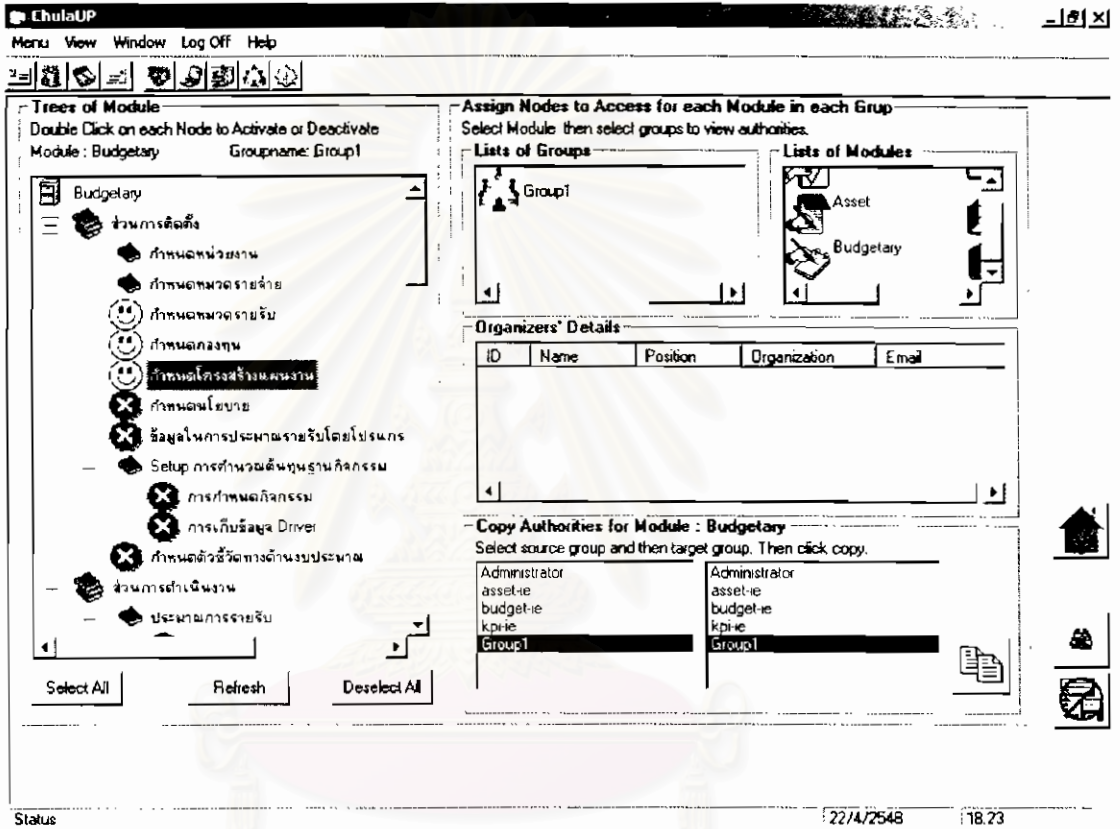 ChulaUP
Menu View Window Log Off Help
Trees of Module
Double Click on each Node to Activate or Deactivate
Module : Budgetary Groupname: Group1
Budgetary
ส่วนการติดตั้ง
กำหนดหน่วยงาน
กำหนดหมวดรายจ่าย
กำหนดหมวดรายรับ
กำหนดกองทุน
กำหนดโครงสร้างแผนงาน
กำหนดนโยบาย
ข้อมูลในการประมาณรายรับโดยโปรแกร
Setup การคำนวณต้นทุนฐานกิจกรรม
การกำหนดกิจกรรม
การเก็บข้อมูล Driver
กำหนดตัวชี้วัดทางด้านงบประมาณ
ส่วนการดำเนินงาน
ประมาณการรายรับ
Select All Refresh Deselect All
Assign Nodes to Access for each Module in each Grup
Select Module then select groups to view authorities.
Lists of Groups
Group1
Lists of Modules
Asset
Budgetary
Organizers' Details
ID Name Position Organization Email
Copy Authorities for Module : Budgetary
Select source group and then target group. Then click copy.
Administrator
asset-ie
budget-ie
kpi-ie
Group1
Administrator
asset-ie
budget-ie
kpi-ie
Group1
Status 22/4/2548 18:23